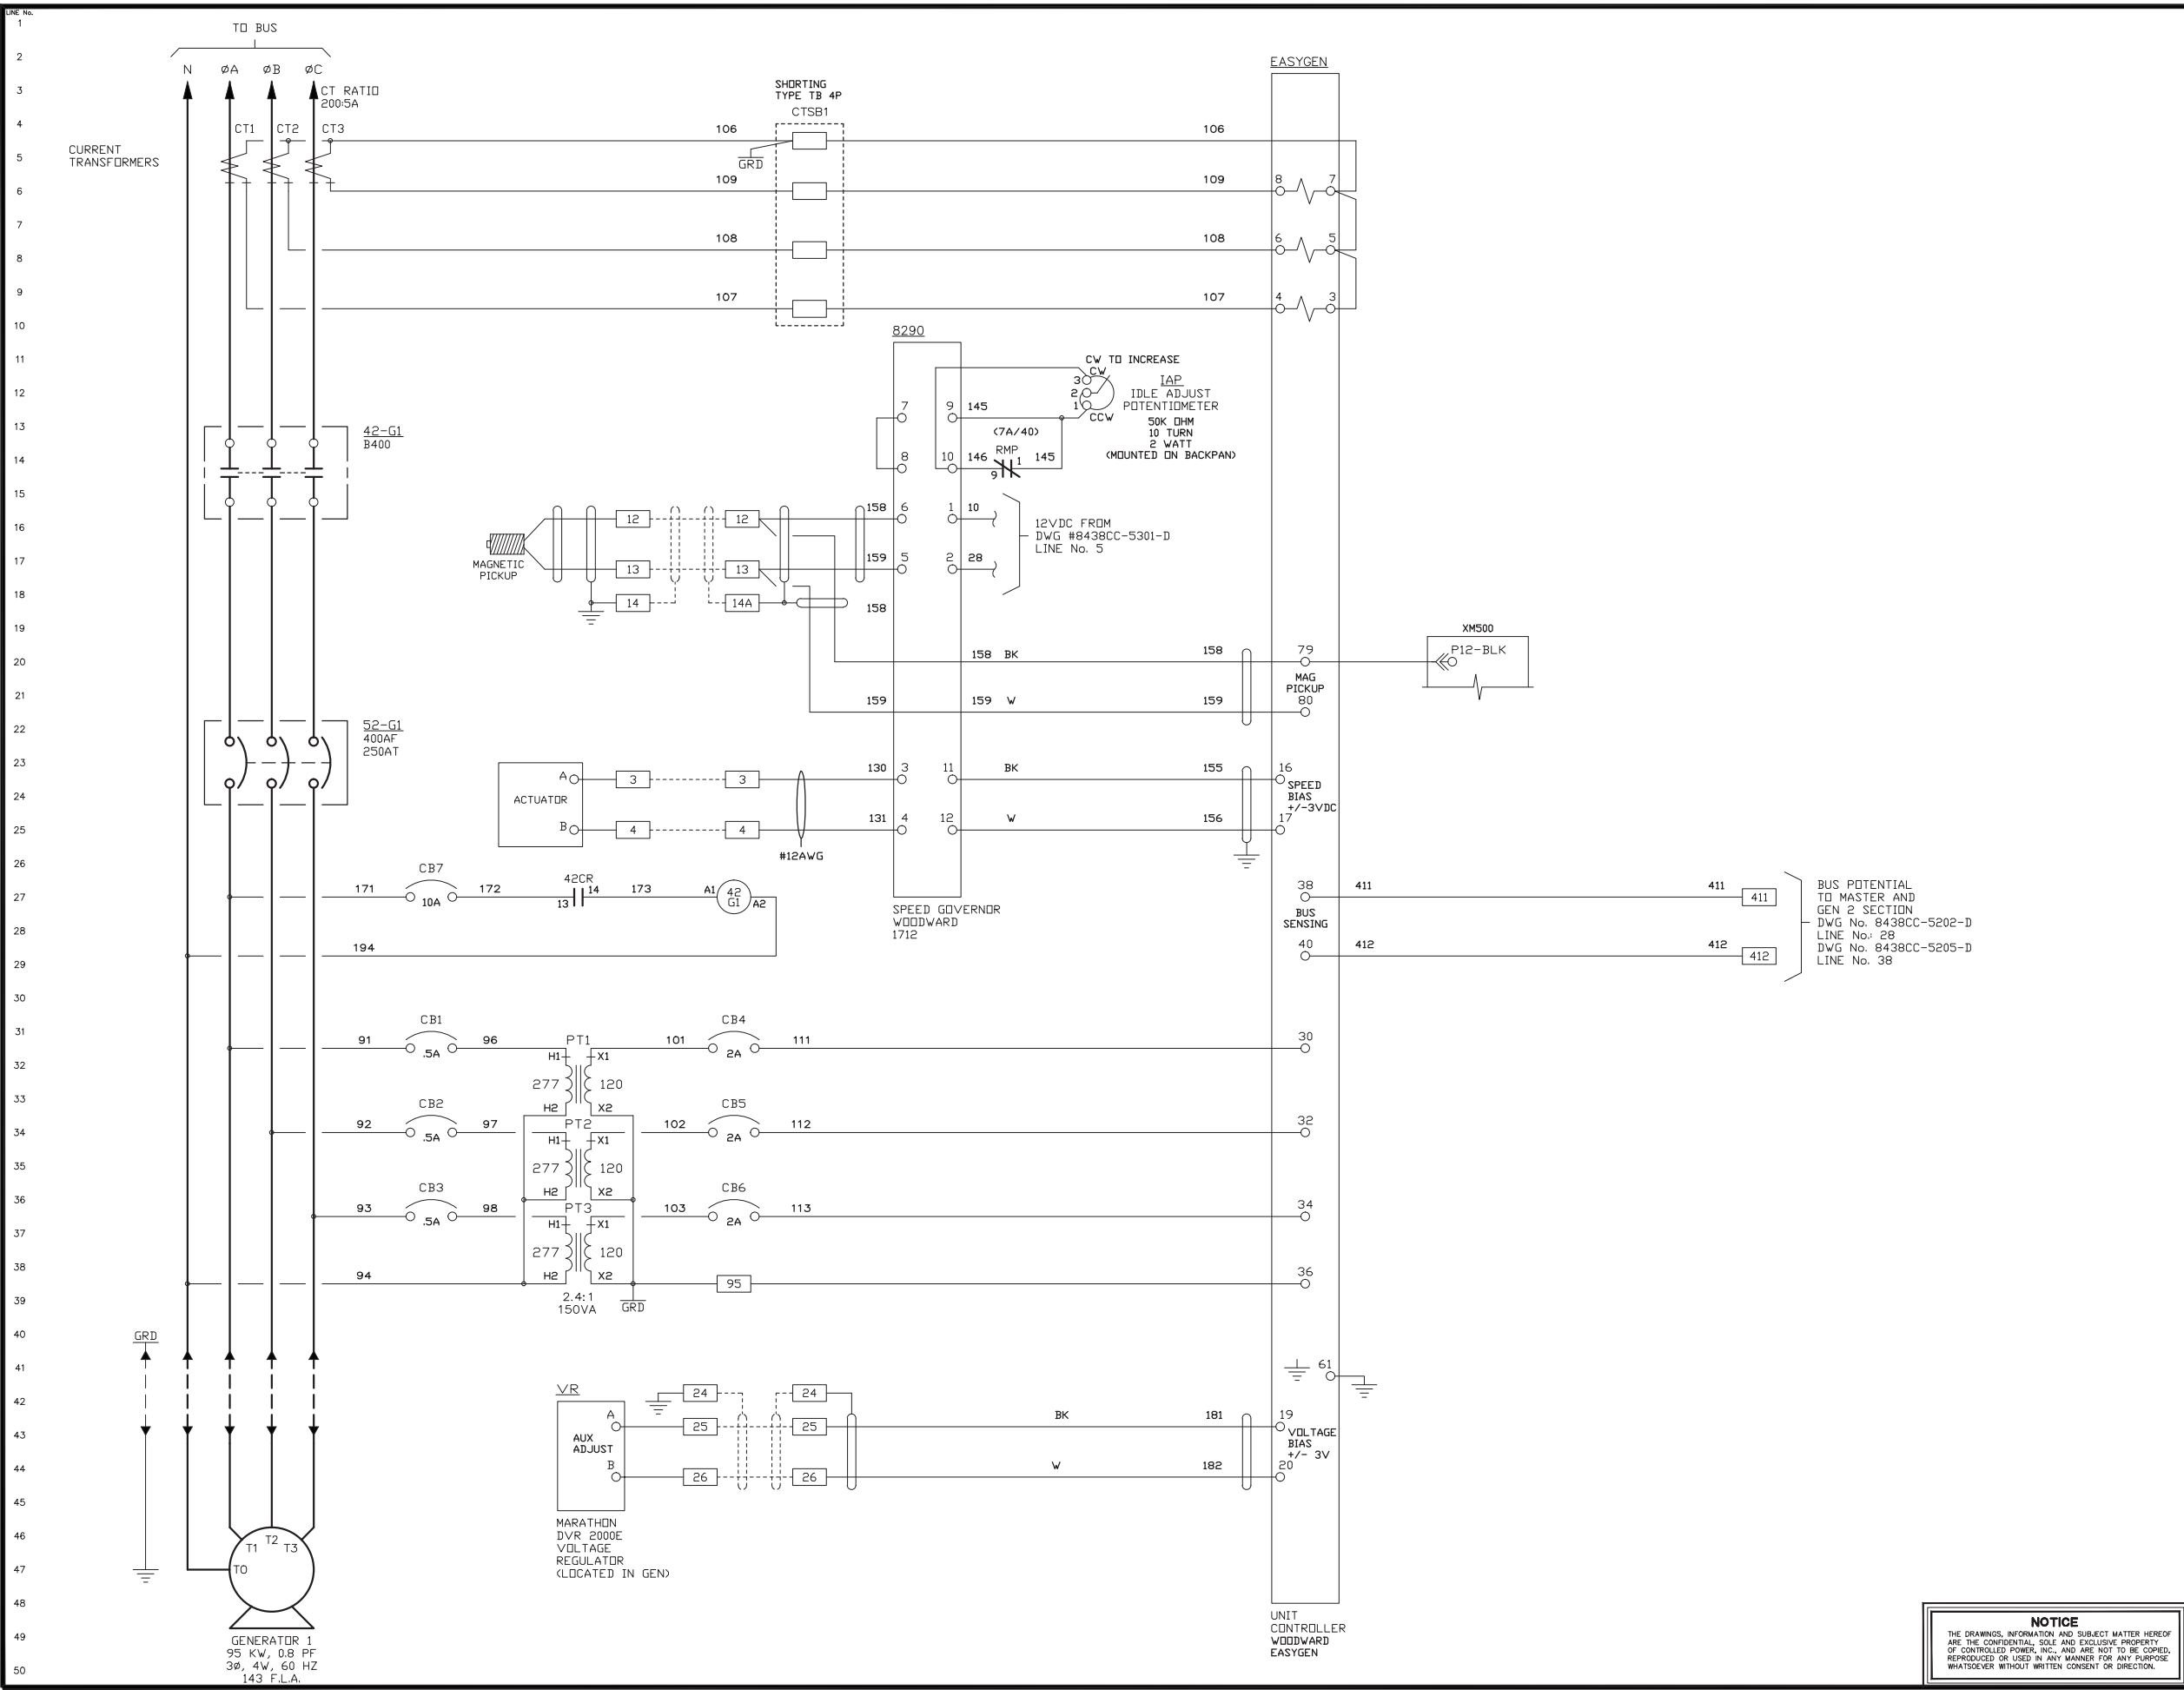 LINE No.
1
2
3
4
5
6
7
8
9
10
11
12
13
14
15
16
17
18
19
20
21
22
23
24
25
26
27
28
29
30
31
32
33
34
35
36
37
38
39
40
41
42
43
44
45
46
47
48
49
50
TO BUS
N ØA ØB ØC
CT RATIO
200:5A
CT1 CT2 CT3
CURRENT
TRANSFORMERS
SHORTING
TYPE TB 4P
CTSB1
106 106
GRD
109 109
108 108
107 107
EASYGEN
8 7
6 5
4 3
8290
CW TO INCREASE
CW
3
2
1
CCW
IAP
IDLE ADJUST
POTENTIOMETER
50K OHM
10 TURN
2 WATT
(MOUNTED ON BACKPAN)
7 9 145
(7A/40)
RMP
8 10 146 9 1 145
42-G1
B400
MAGNETIC
PICKUP
12 12 158 6 1 10
13 13 159 5 2 28
14 14A 158
12VDC FROM
DWG #8438CC-5301-D
LINE No. 5
158 BK 158 79
MAG
PICKUP
159 159 W 159 80
XM500
P12-BLK
52-G1
400AF
250AT
ACTUATOR
A 3 3 130 3 11 BK 155 16
SPEED
BIAS
+/-3VDC
B 4 4 131 4 12 W 156 17
#12AWG
CB7
171 10A 172
42CR
13 14 173 A1 42
G1 A2
194
SPEED GOVERNOR
WOODWARD
1712
38 411 411 411
BUS
SENSING
40 412 412 412
BUS POTENTIAL
TO MASTER AND
GEN 2 SECTION
DWG No. 8438CC-5202-D
LINE No.: 28
DWG No. 8438CC-5205-D
LINE No. 38
CB1 PT1 CB4
91 .5A 96 H1 X1 101 2A 111 30
277 120
H2 X2
CB2 PT2 CB5
92 .5A 97 H1 X1 102 2A 112 32
277 120
H2 X2
CB3 PT3 CB6
93 .5A 98 H1 X1 103 2A 113 34
277 120
94 H2 X2 95 36
2.4:1
150VA
GRD
GRD
61
VR
24 24
A 25 25 BK 181 19
AUX
ADJUST
VOLTAGE
BIAS
+/- 3V
B 26 26 W 182 20
MARATHON
DVR 2000E
VOLTAGE
REGULATOR
(LOCATED IN GEN)
T1 T2 T3
T0
GENERATOR 1
95 KW, 0.8 PF
3Ø, 4W, 60 HZ
143 F.L.A.
UNIT
CONTROLLER
WOODWARD
EASYGEN
NOTICE
THE DRAWINGS, INFORMATION AND SUBJECT MATTER HEREOF
ARE THE CONFIDENTIAL, SOLE AND EXCLUSIVE PROPERTY
OF CONTROLLED POWER, INC., AND ARE NOT TO BE COPIED,
REPRODUCED OR USED IN ANY MANNER FOR ANY PURPOSE
WHATSOEVER WITHOUT WRITTEN CONSENT OR DIRECTION.